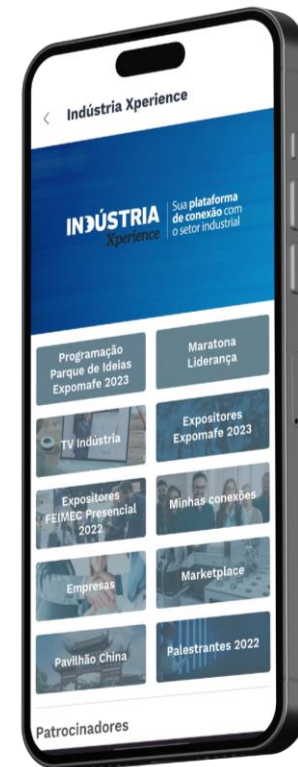 Indústria Xperience
INDÚSTRIA
Xperience
Sua plataforma
de conexão com
o setor industrial
Programação
Parque de Ideias
Expomafe 2023
Maratona
Liderança
TV Indústria
Expositores
Expomafe 2023
Expositores
FEIMEC Presencial
2022
Minhas conexões
Empresas
Marketplace
Pavilhão China
Palestrantes 2022
Patrocinadores